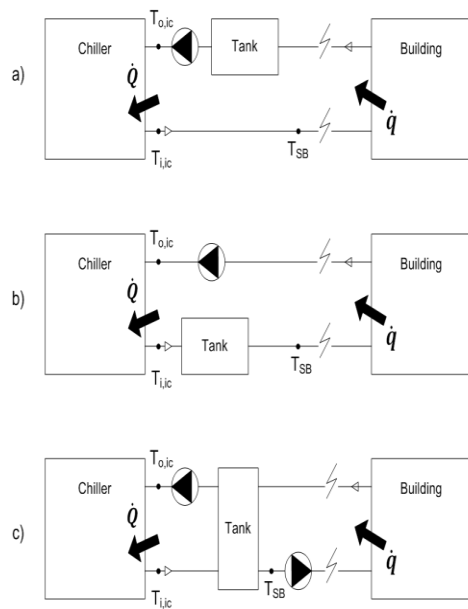 T_o,ic
Tank
Chiller
Building
a)
Q̇
q̇
T_i,ic
T_SB
T_o,ic
Chiller
Building
b)
Q̇
q̇
Tank
T_i,ic
T_SB
T_o,ic
Chiller
Building
c)
Q̇
Tank
q̇
T_i,ic
T_SB